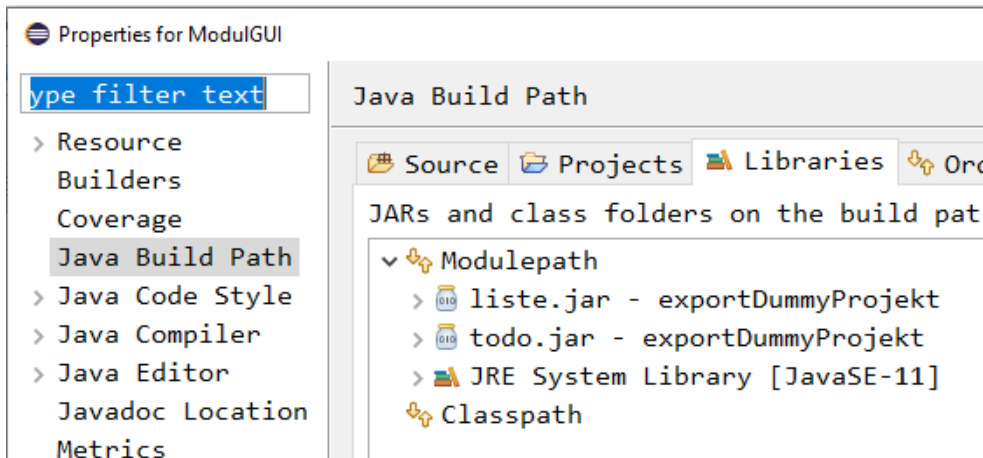 Properties for ModulGUI
ype filter text
Resource
Builders
Coverage
Java Build Path
Java Code Style
Java Compiler
Java Editor
Javadoc Location
Metrics
Java Build Path
Source Projects Libraries Ord
JARs and class folders on the build pat
Modulepath
liste.jar - exportDummyProjekt
todo.jar - exportDummyProjekt
JRE System Library [JavaSE-11]
Classpath